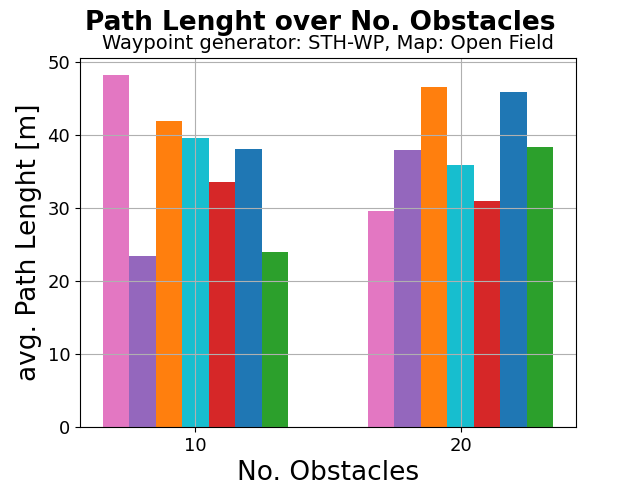 Path Lenght over No. Obstacles
Waypoint generator: STH-WP, Map: Open Field
avg. Path Lenght [m]
50
40
30
20
10
0
10
20
No. Obstacles